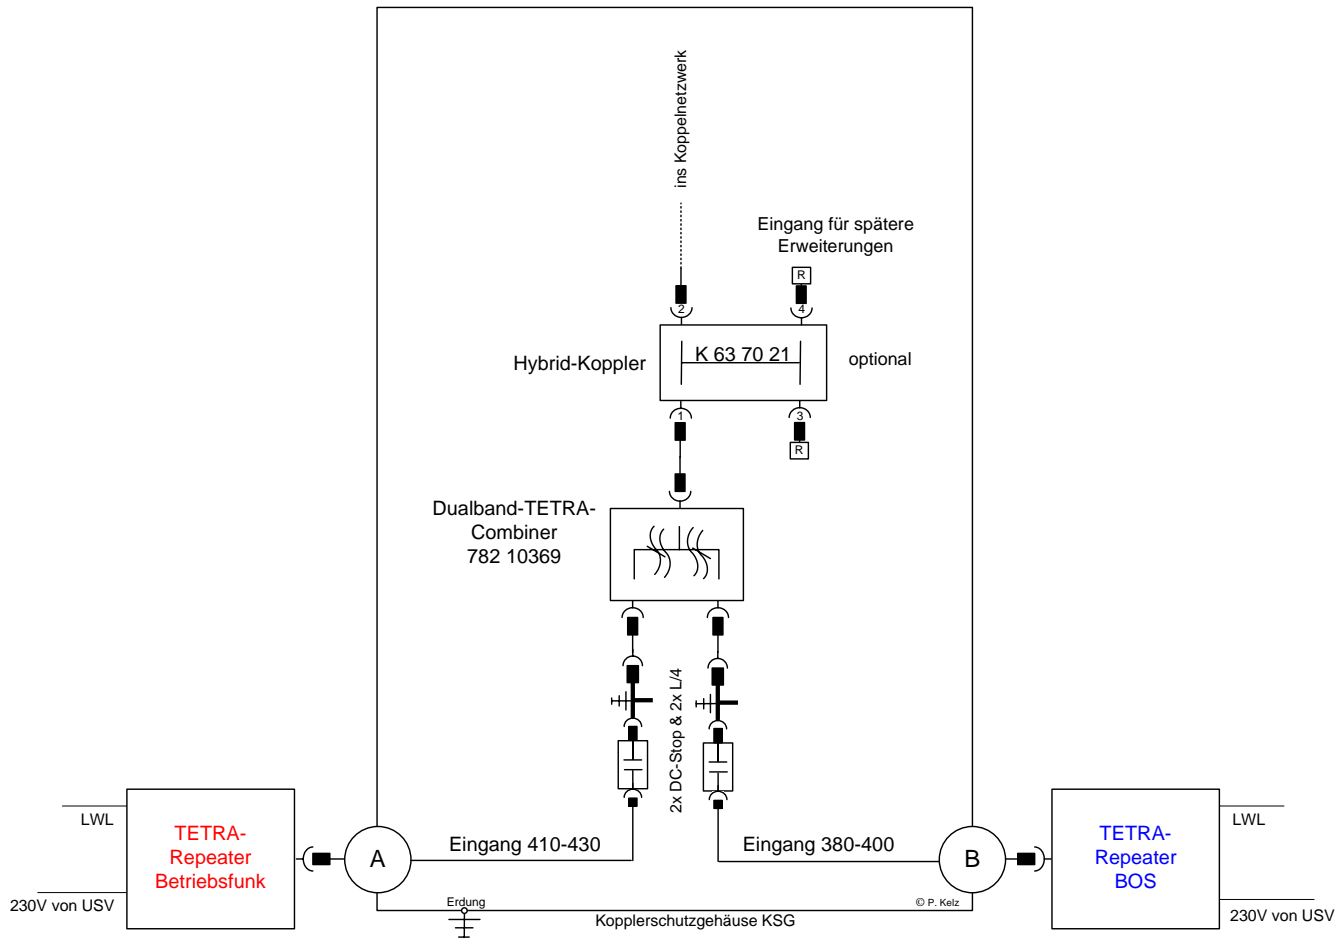 ins Koppelnetzwerk
Eingang für spätere
Erweiterungen
R
2
4
Hybrid-Koppler
K 63 70 21
optional
1
3
R
Dualband-TETRA-
Combiner
782 10369
2x DC-Stop & 2x L/4
LWL
TETRA-
Repeater
Betriebsfunk
230V von USV
A
Eingang 410-430
Eingang 380-400
B
TETRA-
Repeater
BOS
LWL
230V von USV
Erdung
© P. Kelz
Kopplerschutzgehäuse KSG